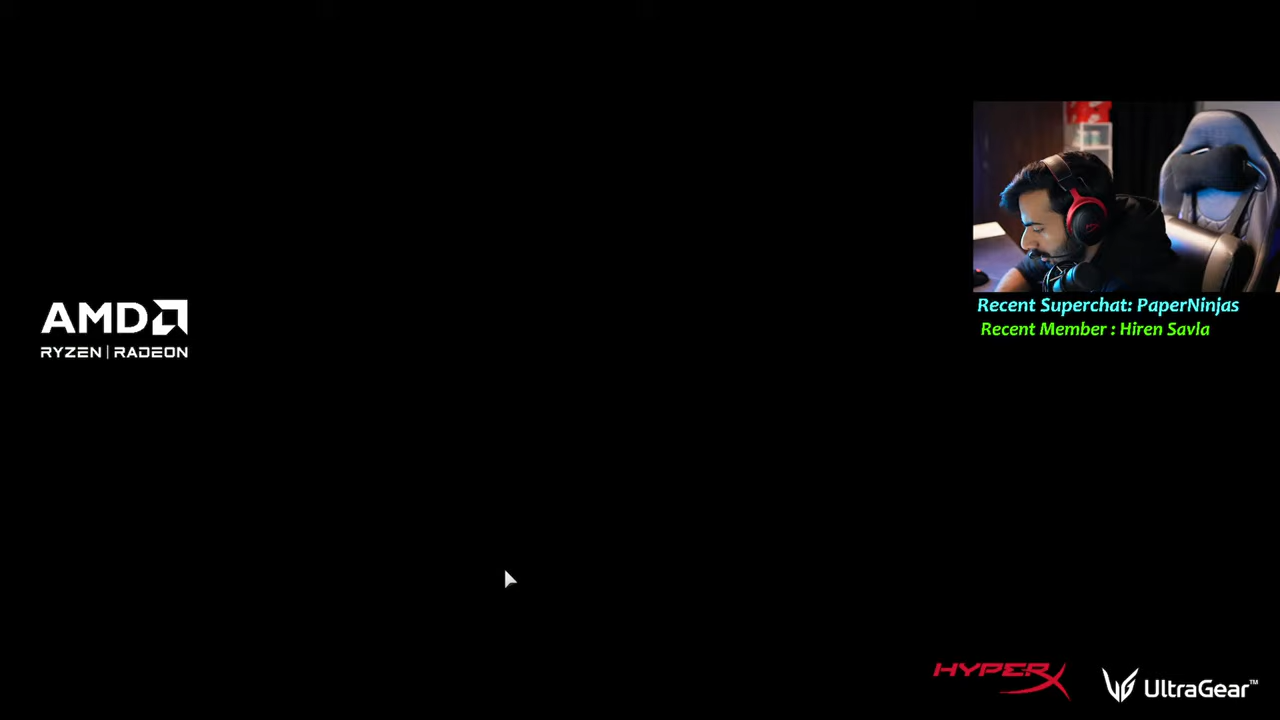 AMD
RYZEN | RADEON
Recent Superchat: PaperNinjas
Recent Member : Hiren Savla
HYPERX
UltraGear™